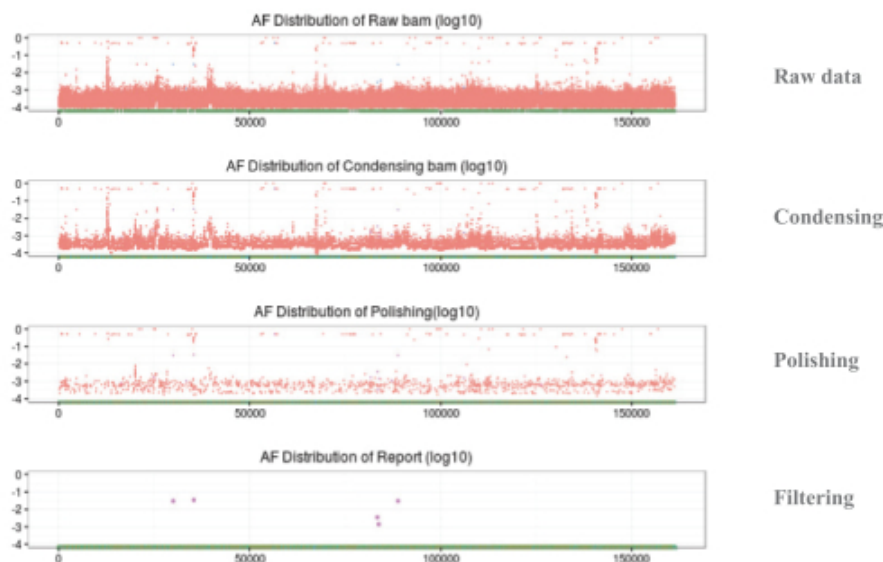 AF Distribution of Raw bam (log10)
0
-1
-2
-3
-4
0 50000 100000 150000
Raw data
AF Distribution of Condensing bam (log10)
0
-1
-2
-3
-4
0 50000 100000 150000
Condensing
AF Distribution of Polishing(log10)
0
-1
-2
-3
-4
0 50000 100000 150000
Polishing
AF Distribution of Report (log10)
0
-1
-2
-3
-4
0 50000 100000 150000
Filtering